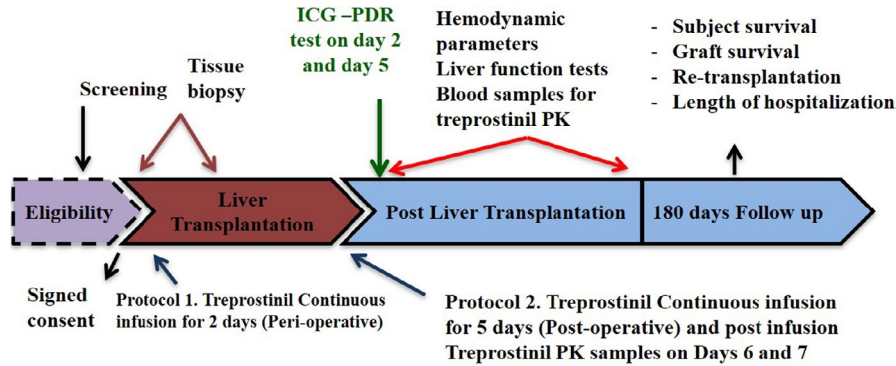 ICG –PDR
test on day 2
and day 5
Hemodynamic
parameters
Liver function tests
Blood samples for
treprostinil PK
- Subject survival
- Graft survival
- Re-transplantation
- Length of hospitalization
Screening
Tissue
biopsy
Eligibility
Liver
Transplantation
Post Liver Transplantation
180 days Follow up
Signed
consent
Protocol 1. Treprostinil Continuous
infusion for 2 days (Peri-operative)
Protocol 2. Treprostinil Continuous infusion
for 5 days (Post-operative) and post infusion
Treprostinil PK samples on Days 6 and 7